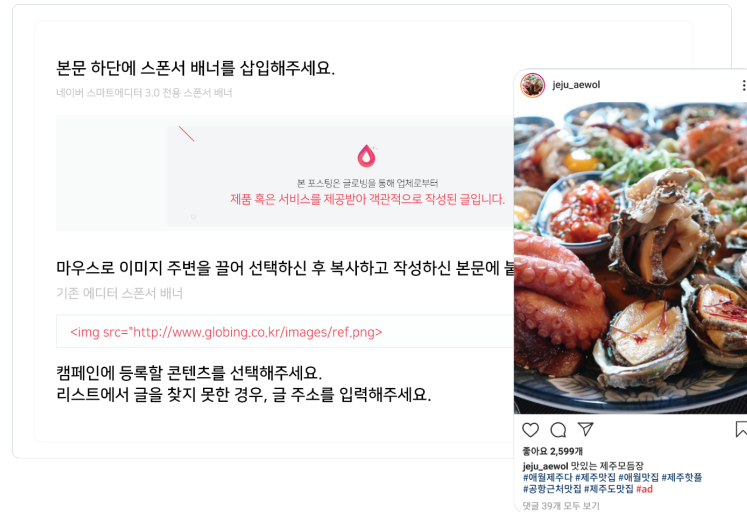 본문 하단에 스폰서 배너를 삽입해주세요.
네이버 스마트에디터 3.0 전용 스폰서 배너
본 포스팅은 글로빙을 통해 업체로부터
제품 혹은 서비스를 제공받아 객관적으로 작성된 글입니다.
마우스로 이미지 주변을 끌어 선택하신 후 복사하고 작성하신 본문에 붙
기존 에디터 스폰서 배너
<img src="http://www.globing.co.kr/images/ref.png>
캠페인에 등록할 콘텐츠를 선택해주세요.
리스트에서 글을 찾지 못한 경우, 글 주소를 입력해주세요.
jeju_aewol
좋아요 2,599개
jeju_aewol 맛있는 제주모듬장
#애월제주다 #제주맛집 #애월맛집 #제주핫플
#공항근처맛집 #제주도맛집 #ad
댓글 39개 모두 보기